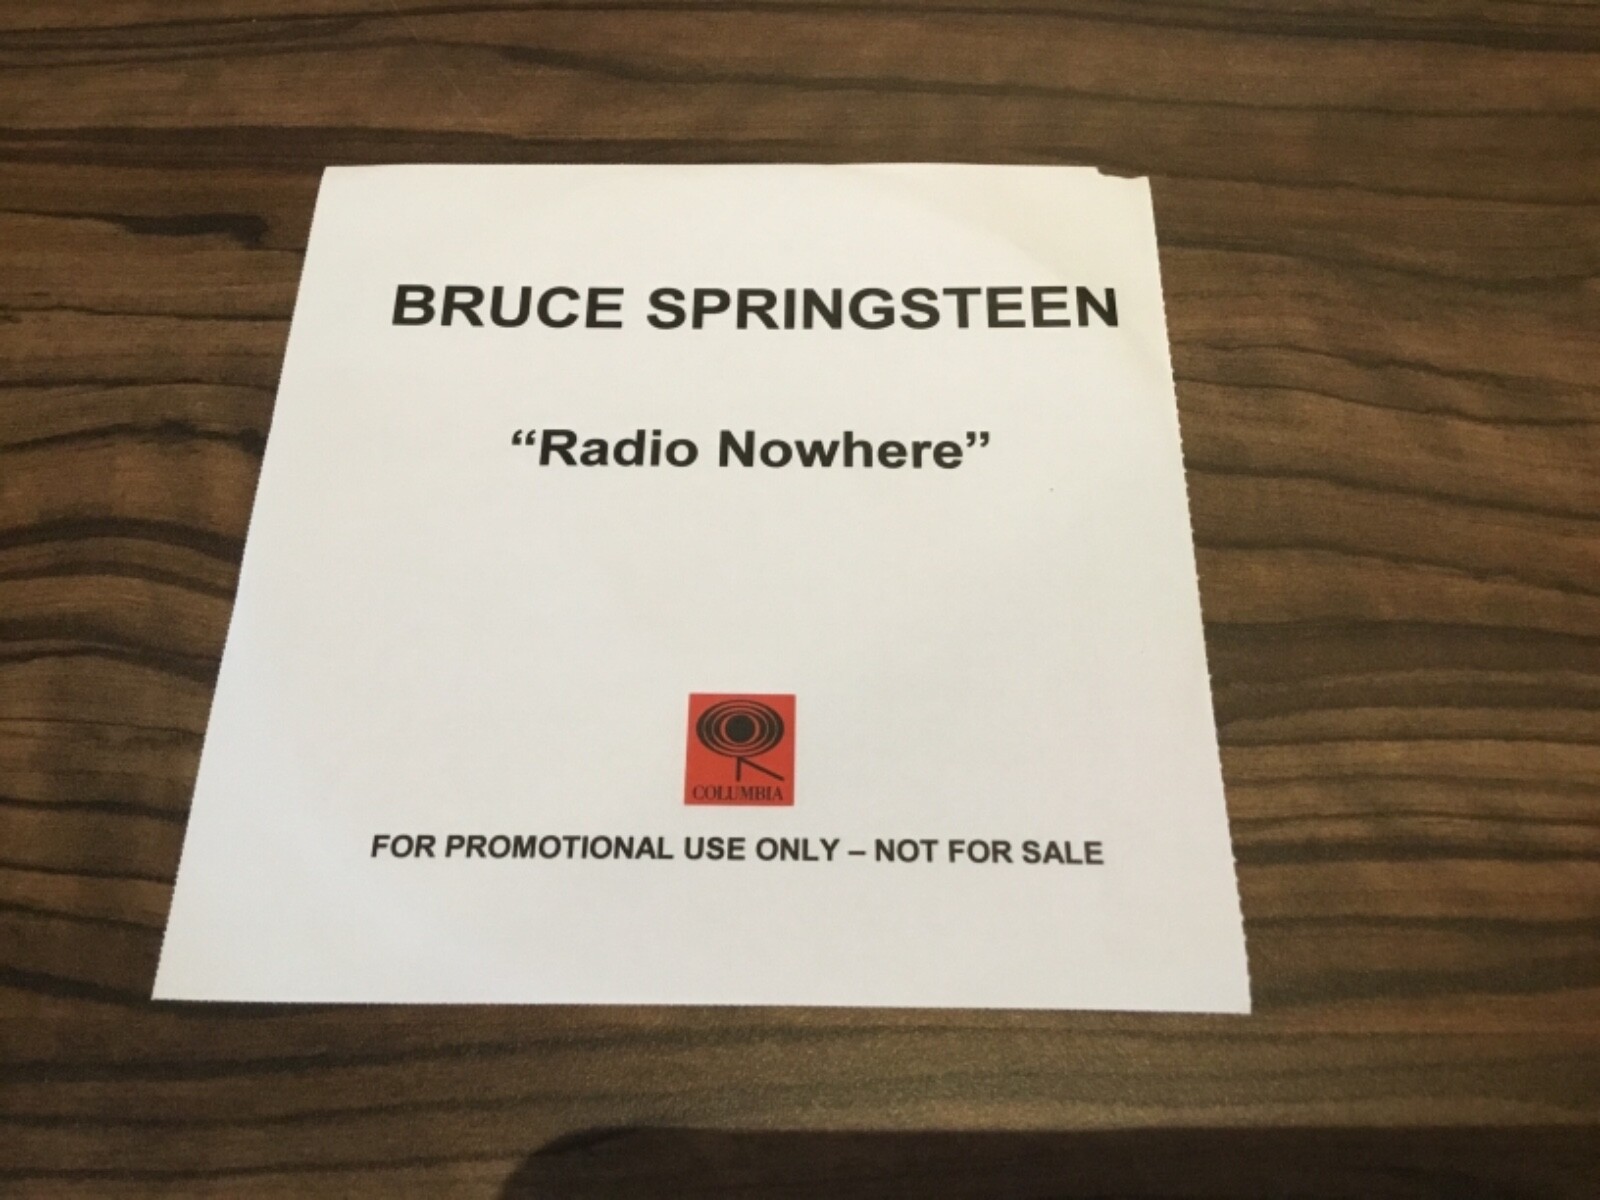 BRUCE SPRINGSTEEN
“Radio Nowhere”
COLUMBIA
FOR PROMOTIONAL USE ONLY – NOT FOR SALE